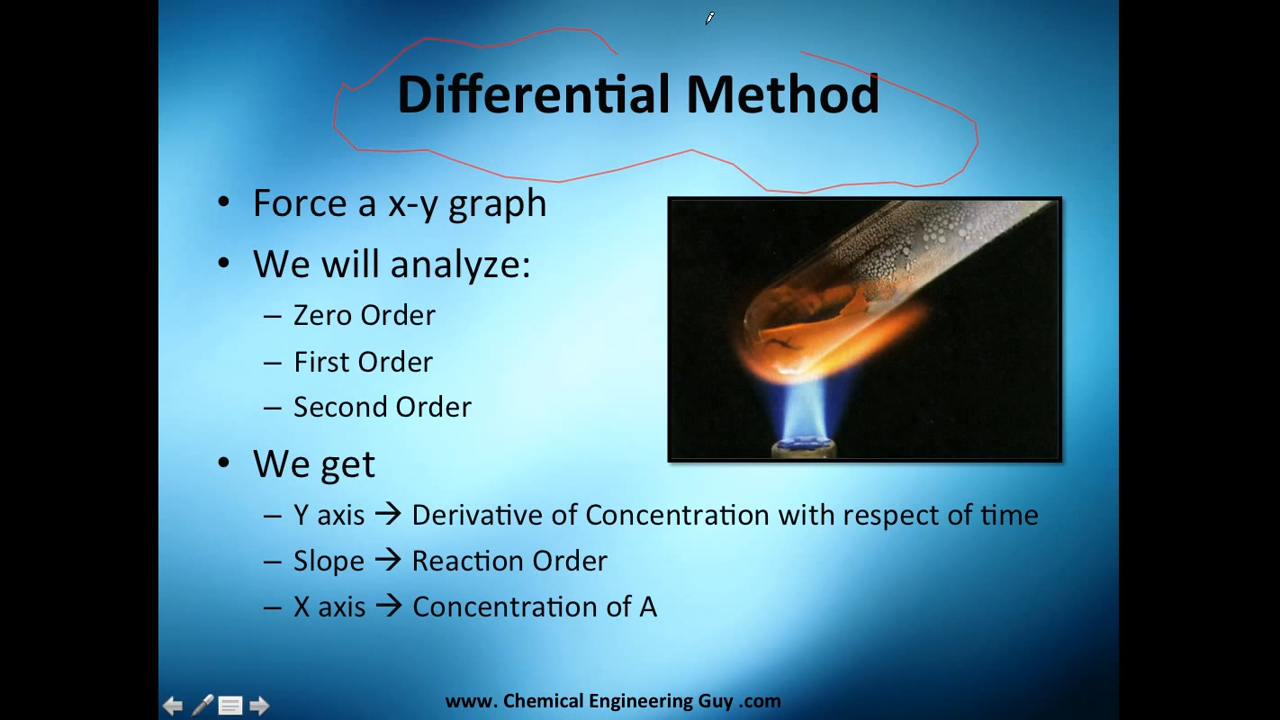 Differential Method
• Force a x-y graph
• We will analyze:
– Zero Order
– First Order
– Second Order
• We get
– Y axis → Derivative of Concentration with respect of time
– Slope → Reaction Order
– X axis → Concentration of A
www. Chemical Engineering Guy .com